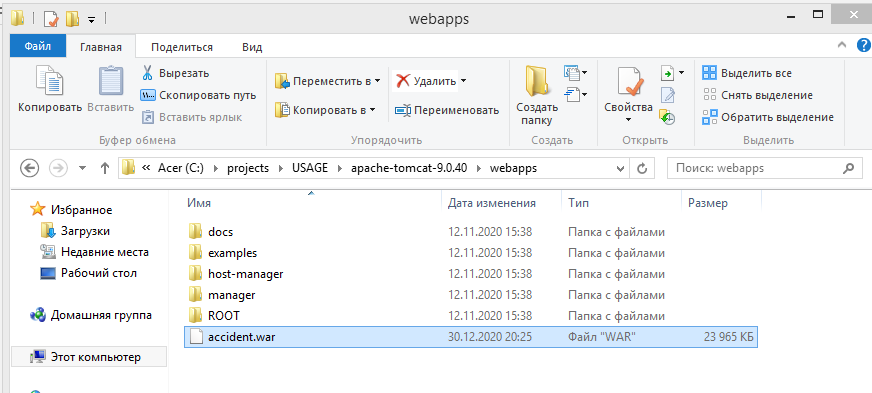 webapps
Файл Главная Поделиться Вид
Копировать
Вставить
Вырезать
Скопировать путь
Вставить ярлык
Буфер обмена
Переместить в
Копировать в
Удалить
Переименовать
Упорядочить
Создать
папку
Создать
Свойства
Открыть
Выделить все
Снять выделение
Обратить выделение
Выделить
« Acer (C:) projects USAGE apache-tomcat-9.0.40 webapps
Поиск: webapps
Избранное
Загрузки
Недавние места
Рабочий стол
Домашняя группа
Этот компьютер
Имя Дата изменения Тип Размер
docs 12.11.2020 15:38 Папка с файлами
examples 12.11.2020 15:38 Папка с файлами
host-manager 12.11.2020 15:38 Папка с файлами
manager 12.11.2020 15:38 Папка с файлами
ROOT 12.11.2020 15:38 Папка с файлами
accident.war 30.12.2020 20:25 Файл "WAR" 23 965 КБ